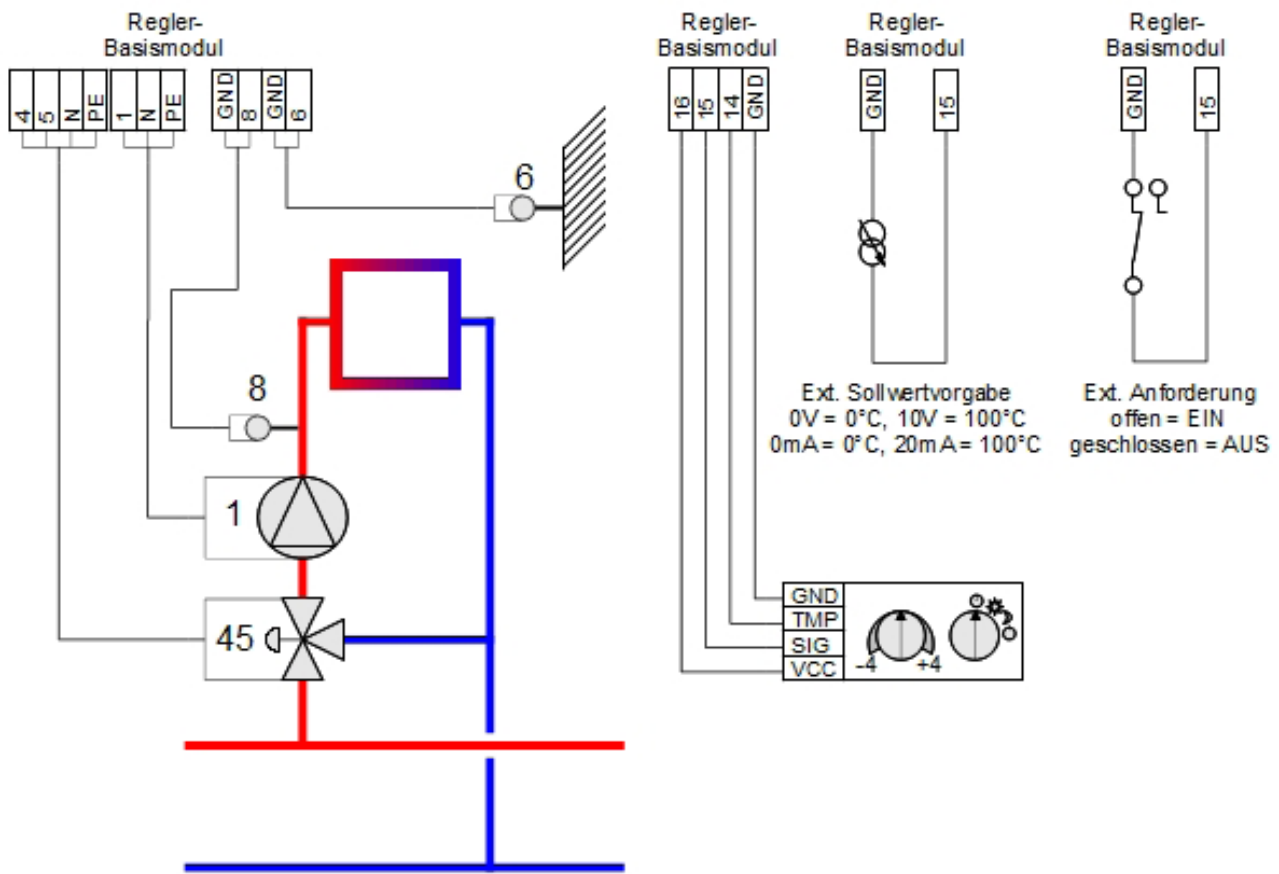 Regler-
Basismodul
4 5 N PE 1 N PE GND 8 GND 6
6
8
1
45
Regler-
Basismodul
16 15 14 GND
Regler-
Basismodul
GND 15
Regler-
Basismodul
GND 15
Ext. Sollwertvorgabe
0V = 0°C, 10V = 100°C
0mA = 0°C, 20mA = 100°C
Ext. Anforderung
offen = EIN
geschlossen = AUS
GND
TMP
SIG
VCC
-4 +4